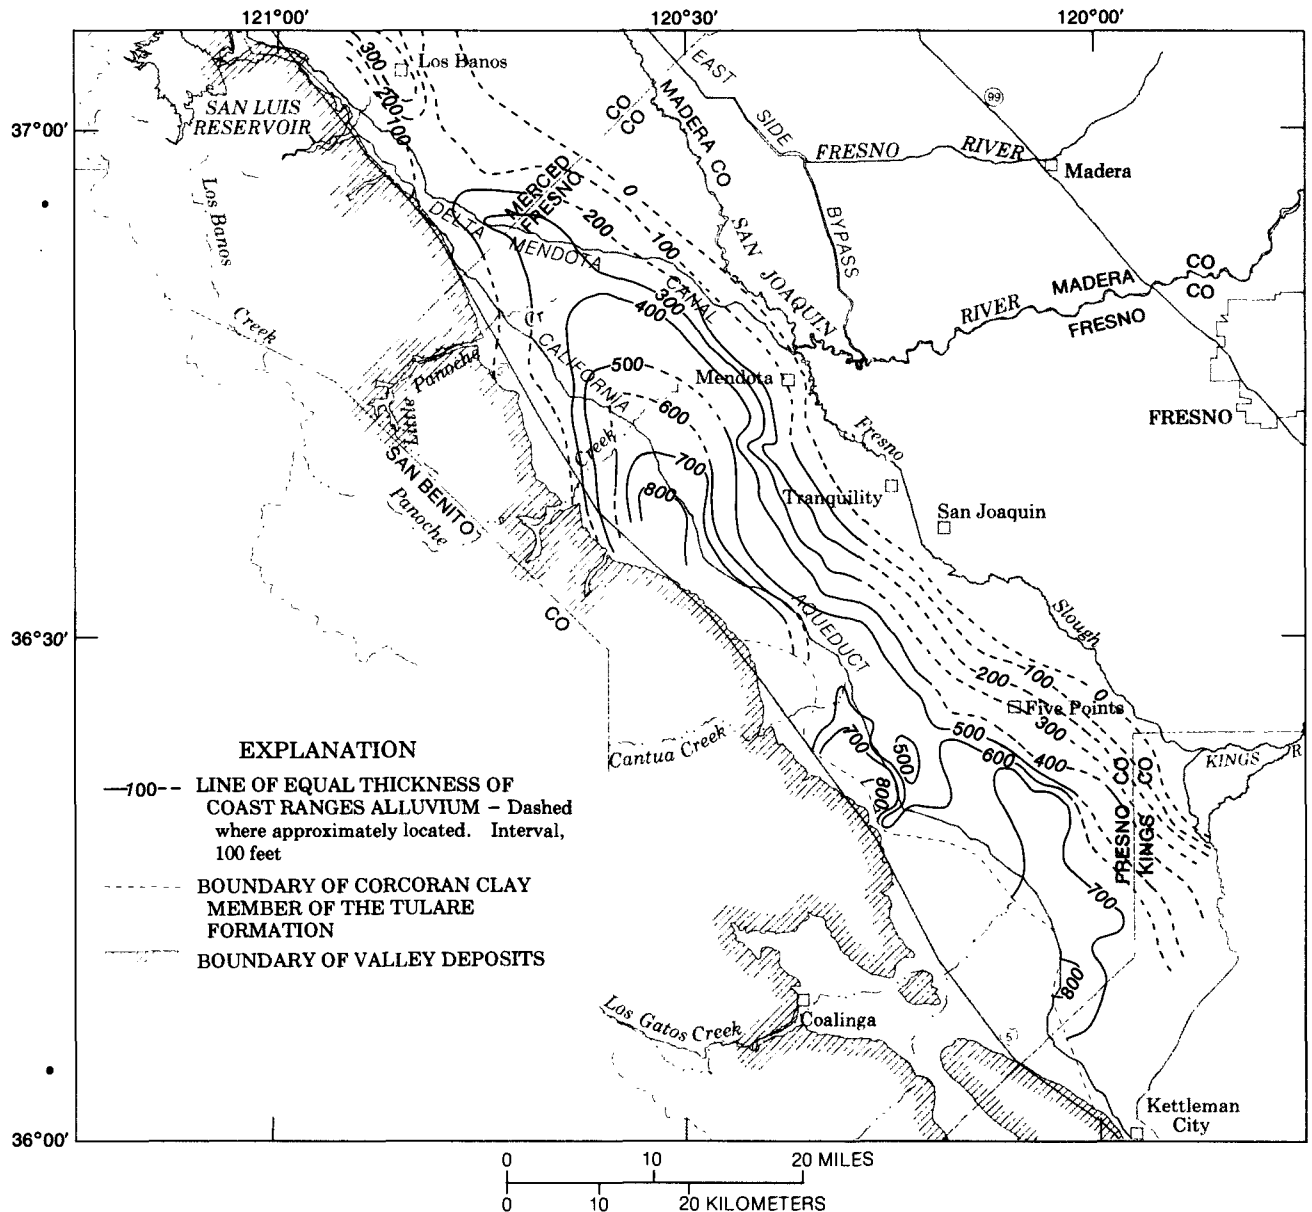 121°00'
120°30'
120°00'
37°00'
36°30'
36°00'
300
200
100
Los Banos
SAN LUIS
RESERVOIR
Los Banos
Creek
EAST
SIDE
BYPASS
CO
CO
MADERA CO
99
FRESNO RIVER
Madera
MERCED
FRESNO
0
200
100
DELTA
MENDOTA
CANAL
SAN JOAQUIN
RIVER
MADERA CO
FRESNO CO
300
400
CALIFORNIA
AQUEDUCT
500
600
700
800
Mendota
Little Panoche
Creek
SAN BENITO
CO
Panoche
Creek
FRESNO
Fresno
Slough
Tranquility
San Joaquin
100
0
200
Five Points
300
500
600
400
700
500
800
Cantua Creek
KINGS R
FRESNO CO
KINGS CO
700
800
EXPLANATION
100
LINE OF EQUAL THICKNESS OF
COAST RANGES ALLUVIUM – Dashed
where approximately located. Interval,
100 feet
BOUNDARY OF CORCORAN CLAY
MEMBER OF THE TULARE
FORMATION
BOUNDARY OF VALLEY DEPOSITS
Los Gatos Creek
Coalinga
5
Kettleman
City
0 10 20 MILES
0 10 20 KILOMETERS